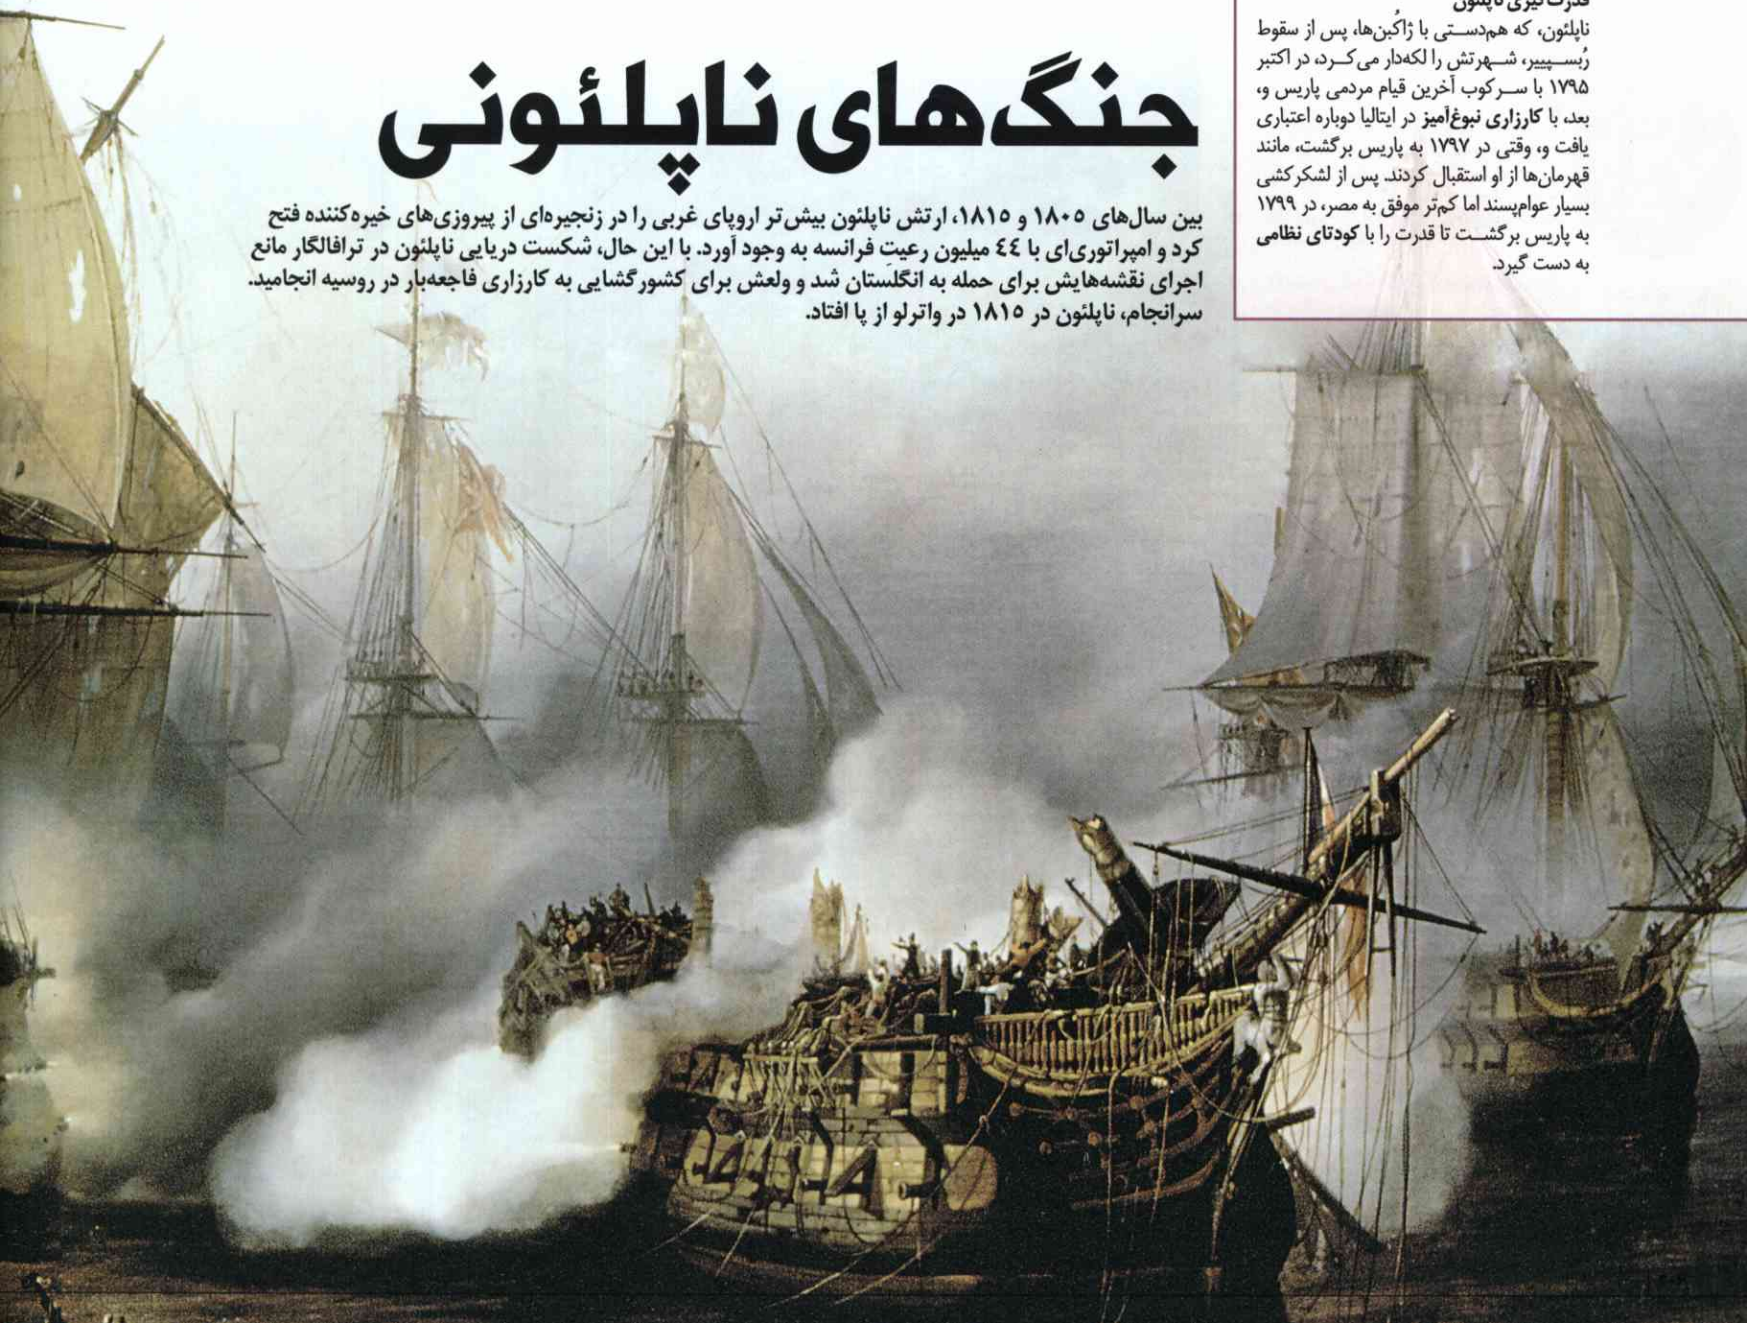 قدرت‌گیری ناپلئون
ناپلئون، که هم‌دستی با ژاکُبن‌ها، پس از سقوط
رُبسپییر، شهرتش را لکه‌دار می‌کرد، در اکتبر
۱۷۹۵ با سرکوب آخرین قیام مردمی پاریس و،
بعد، با کارزاری نبوغ‌آمیز در ایتالیا دوباره اعتباری
یافت و، وقتی در ۱۷۹۷ به پاریس برگشت، مانند
قهرمان‌ها از او استقبال کردند. پس از لشکرکشی
بسیار عوام‌پسند اما کم‌تر موفق به مصر، در ۱۷۹۹
به پاریس برگشت تا قدرت را با کودتای نظامی
به دست گیرد.
جنگ‌های ناپلئونی
بین سال‌های ۱۸۰۵ و ۱۸۱۵، ارتش ناپلئون بیش‌تر اروپای غربی را در زنجیره‌ای از پیروزی‌های خیره‌کننده فتح
کرد و امپراتوری‌ای با ۴۴ میلیون رعیتِ فرانسه به وجود آورد. با این حال، شکست دریایی ناپلئون در ترافالگار مانع
اجرای نقشه‌هایش برای حمله به انگلستان شد و ولعش برای کشورگشایی به کارزاری فاجعه‌بار در روسیه انجامید.
سرانجام، ناپلئون در ۱۸۱۵ در واترلو از پا افتاد.